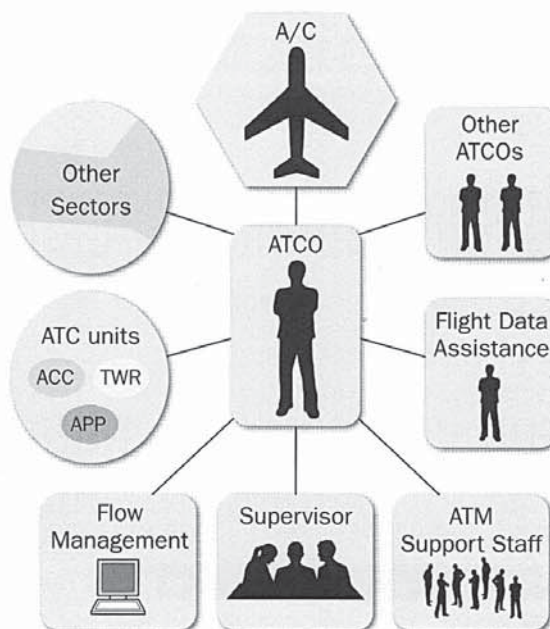 A/C
Other
Sectors
Other
ATCOs
ATCO
ATC units
ACC
TWR
APP
Flight Data
Assistance
Flow
Management
Supervisor
ATM
Support Staff